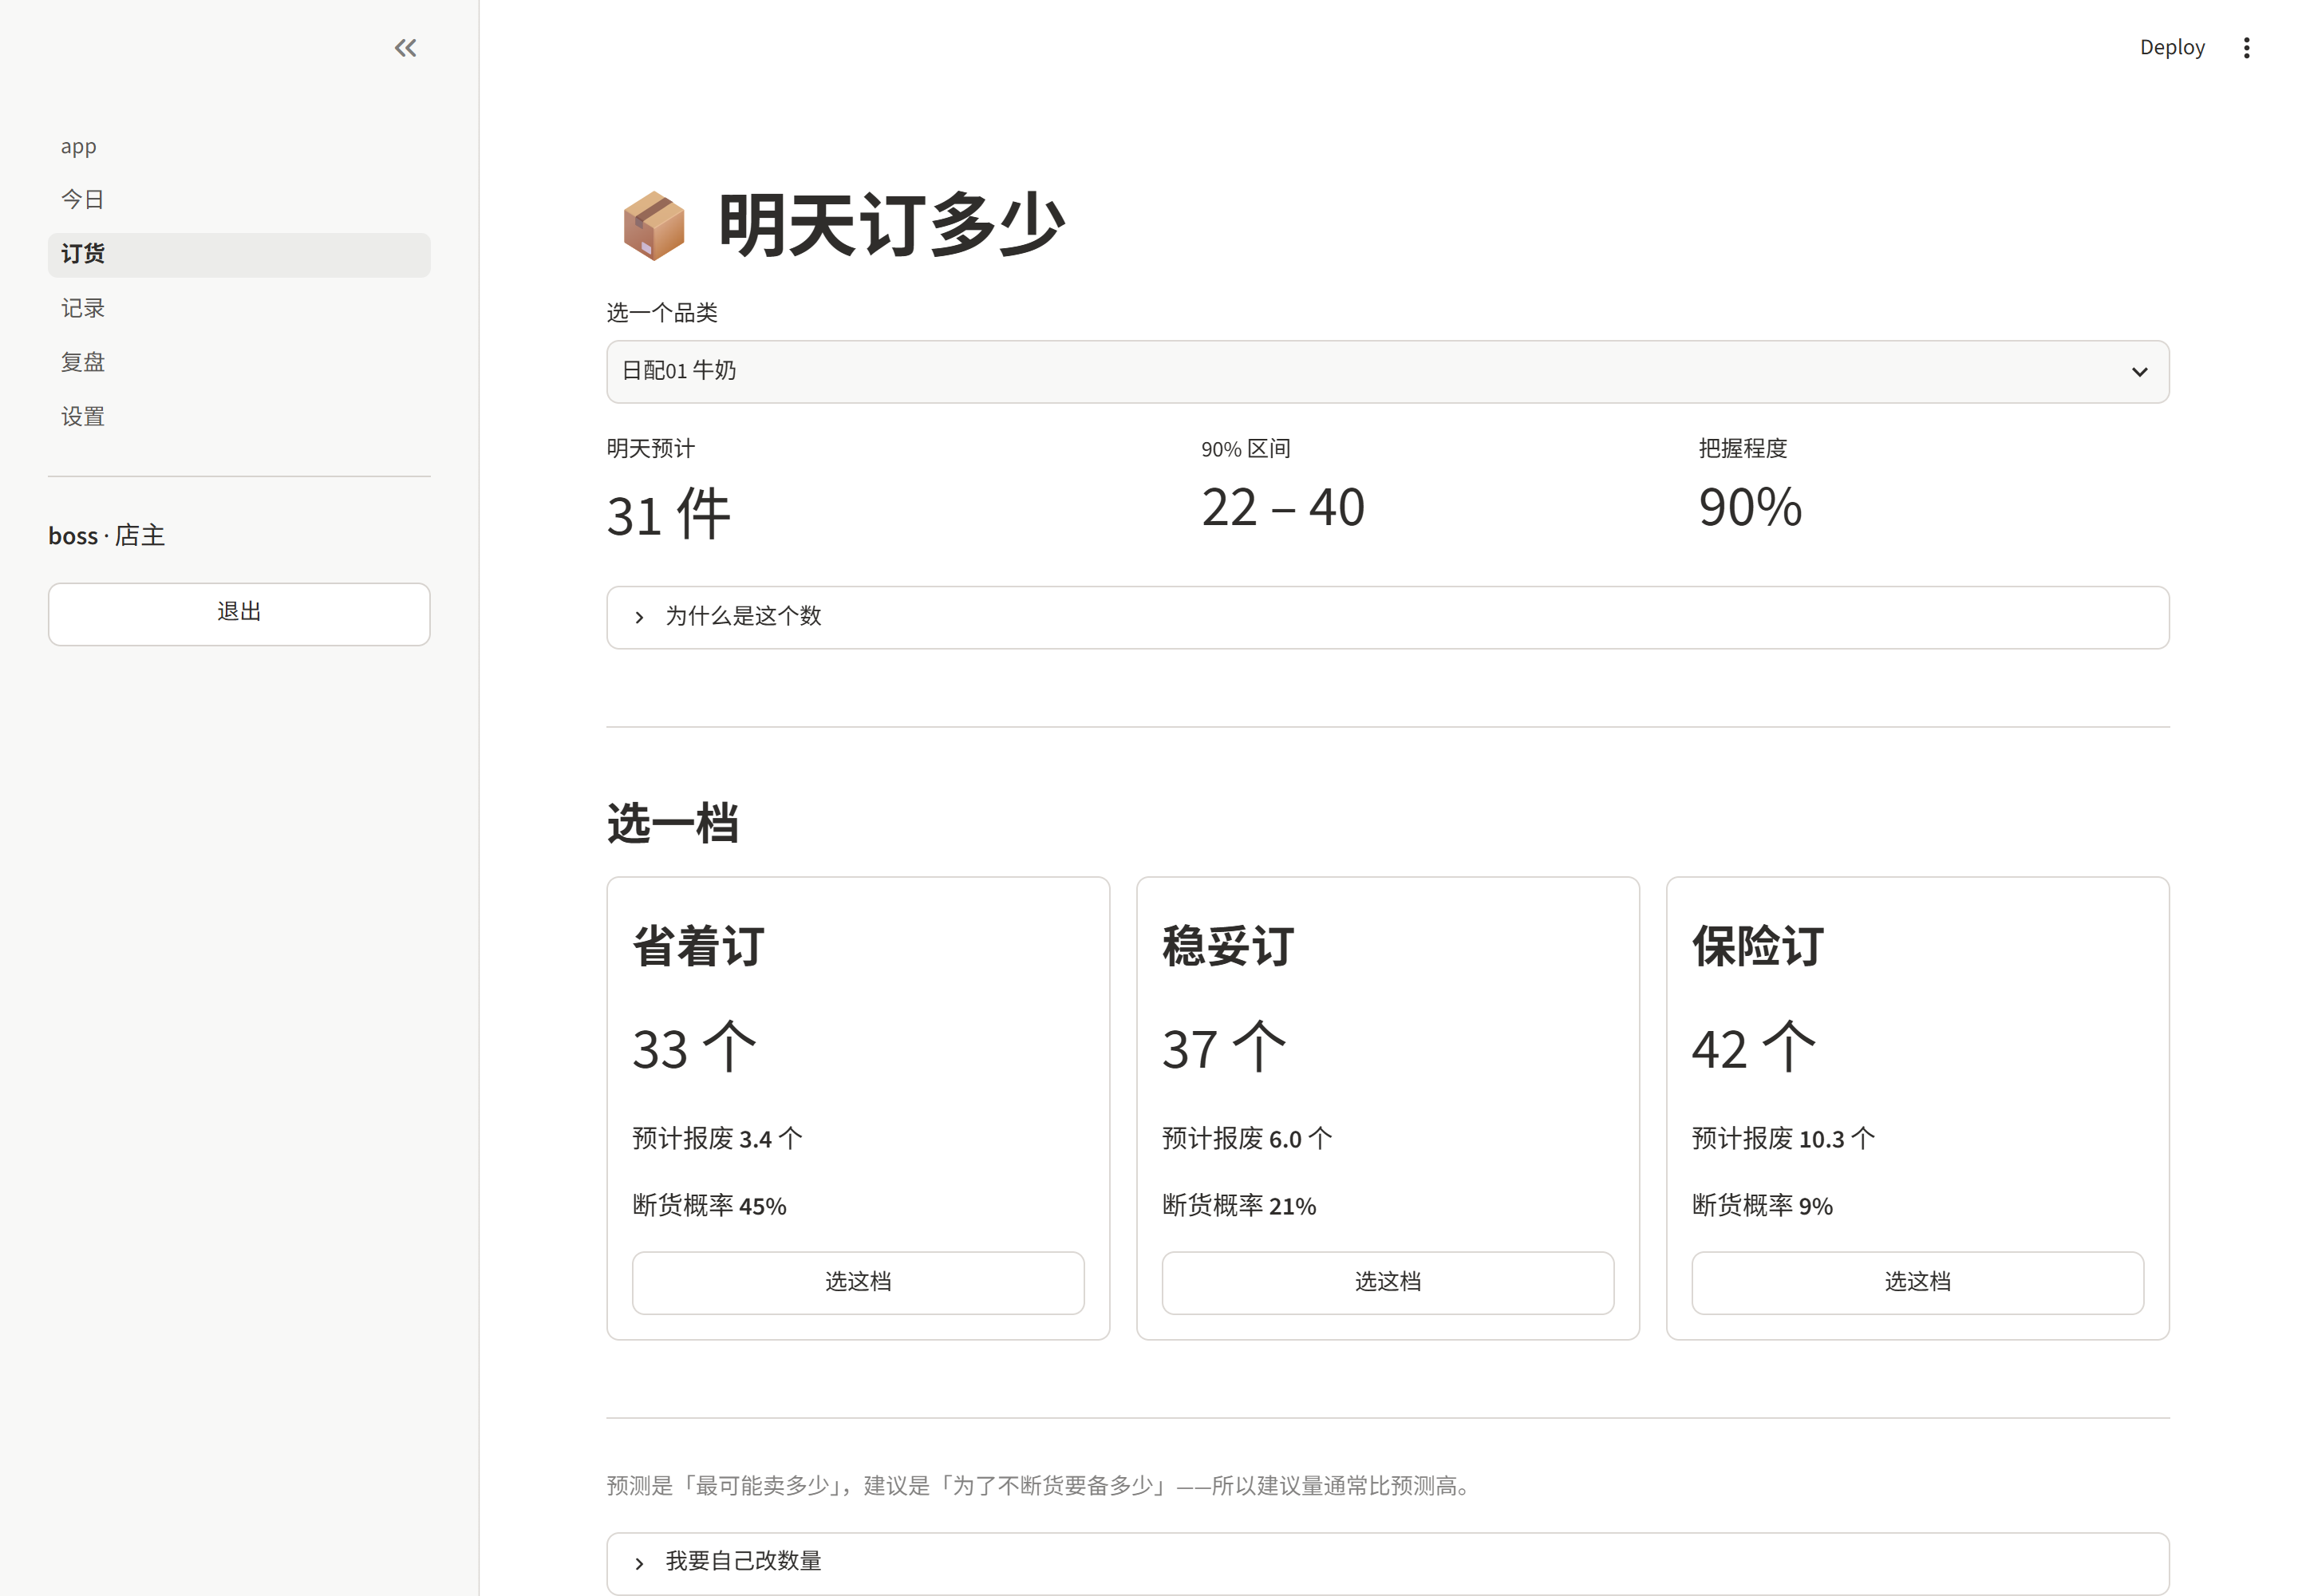 Deploy
app
今日
订货
记录
复盘
设置
boss · 店主
退出
📦 明天订多少
选一个品类
日配01 牛奶
明天预计
31 件
90% 区间
22 – 40
把握程度
90%
为什么是这个数
选一档
省着订
33 个
预计报废 3.4 个
断货概率 45%
选这档
稳妥订
37 个
预计报废 6.0 个
断货概率 21%
选这档
保险订
42 个
预计报废 10.3 个
断货概率 9%
选这档
预测是「最可能卖多少」，建议是「为了不断货要备多少」——所以建议量通常比预测高。
我要自己改数量